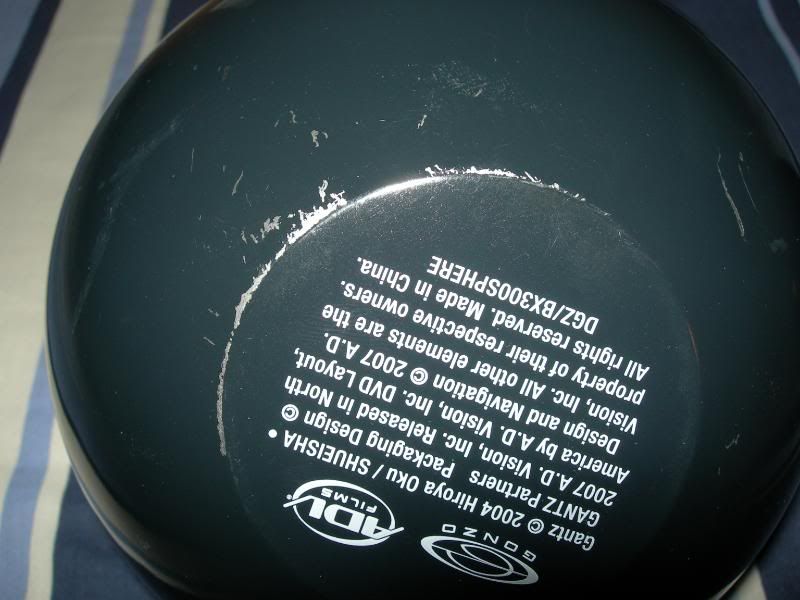 GONZO
ADV
FILMS
Gantz © 2004 Hiroya Oku / SHUEISHA •
GANTZ Partners Packaging Design ©
2007 A.D. Vision, Inc. Released in North
America by A.D. Vision, Inc. DVD Layout,
Design and Navigation © 2007 A.D.
Vision, Inc. All other elements are the
property of their respective owners.
All rights reserved. Made in China.
DGZ/BX300SPHERE